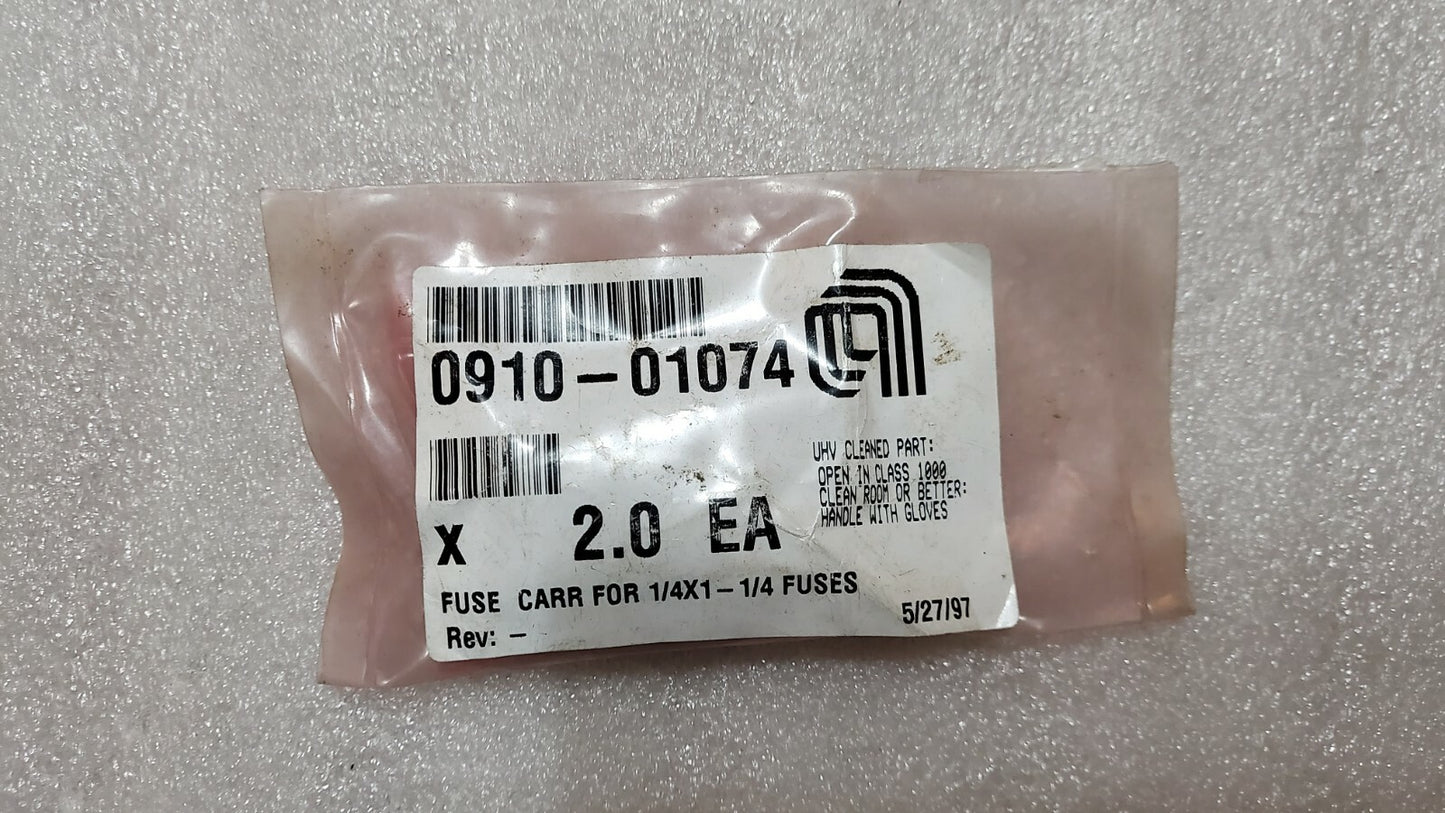 0910-01074
UHV CLEANED PART:
OPEN IN CLASS 1000
CLEAN ROOM OR BETTER:
HANDLE WITH GLOVES
X 2.0 EA
FUSE CARR FOR 1/4X1-1/4 FUSES
Rev: -
5/27/97